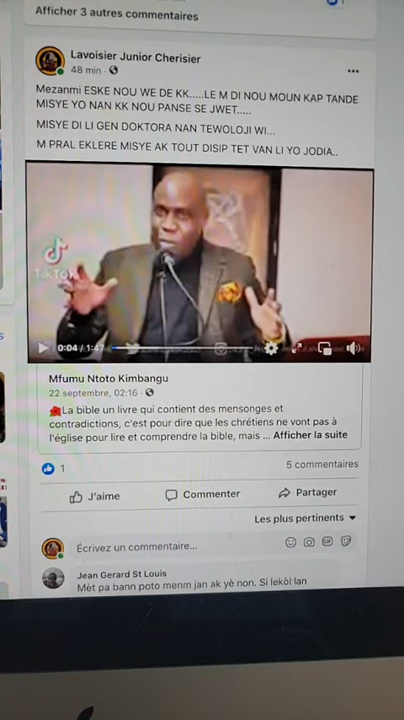 Afficher 3 autres commentaires
Lavoisier Junior Cherisier
48 min ·
Mezanmi ESKE NOU WE DE KK.....LE M DI NOU MOUN KAP TANDE
MISYE YO NAN KK NOU PANSE SE JWET.....
MISYE DI LI GEN DOKTORA NAN TEWOLOJI WI...
M PRAL EKLERE MISYE AK TOUT DISIP TET VAN LI YO JODIA..
TikTok
0:04 / 1:47
Mfumu Ntoto Kimbangu
22 septembre, 02:16 ·
La bible un livre qui contient des mensonges et
contradictions, c'est pour dire que les chrétiens ne vont pas à
l'église pour lire et comprendre la bible, mais ... Afficher la suite
1
5 commentaires
J'aime
Commenter
Partager
Les plus pertinents
Écrivez un commentaire...
GIF
Jean Gerard St Louis
Mèt pa bann poto menm jan ak yè non. Si lekòl lan